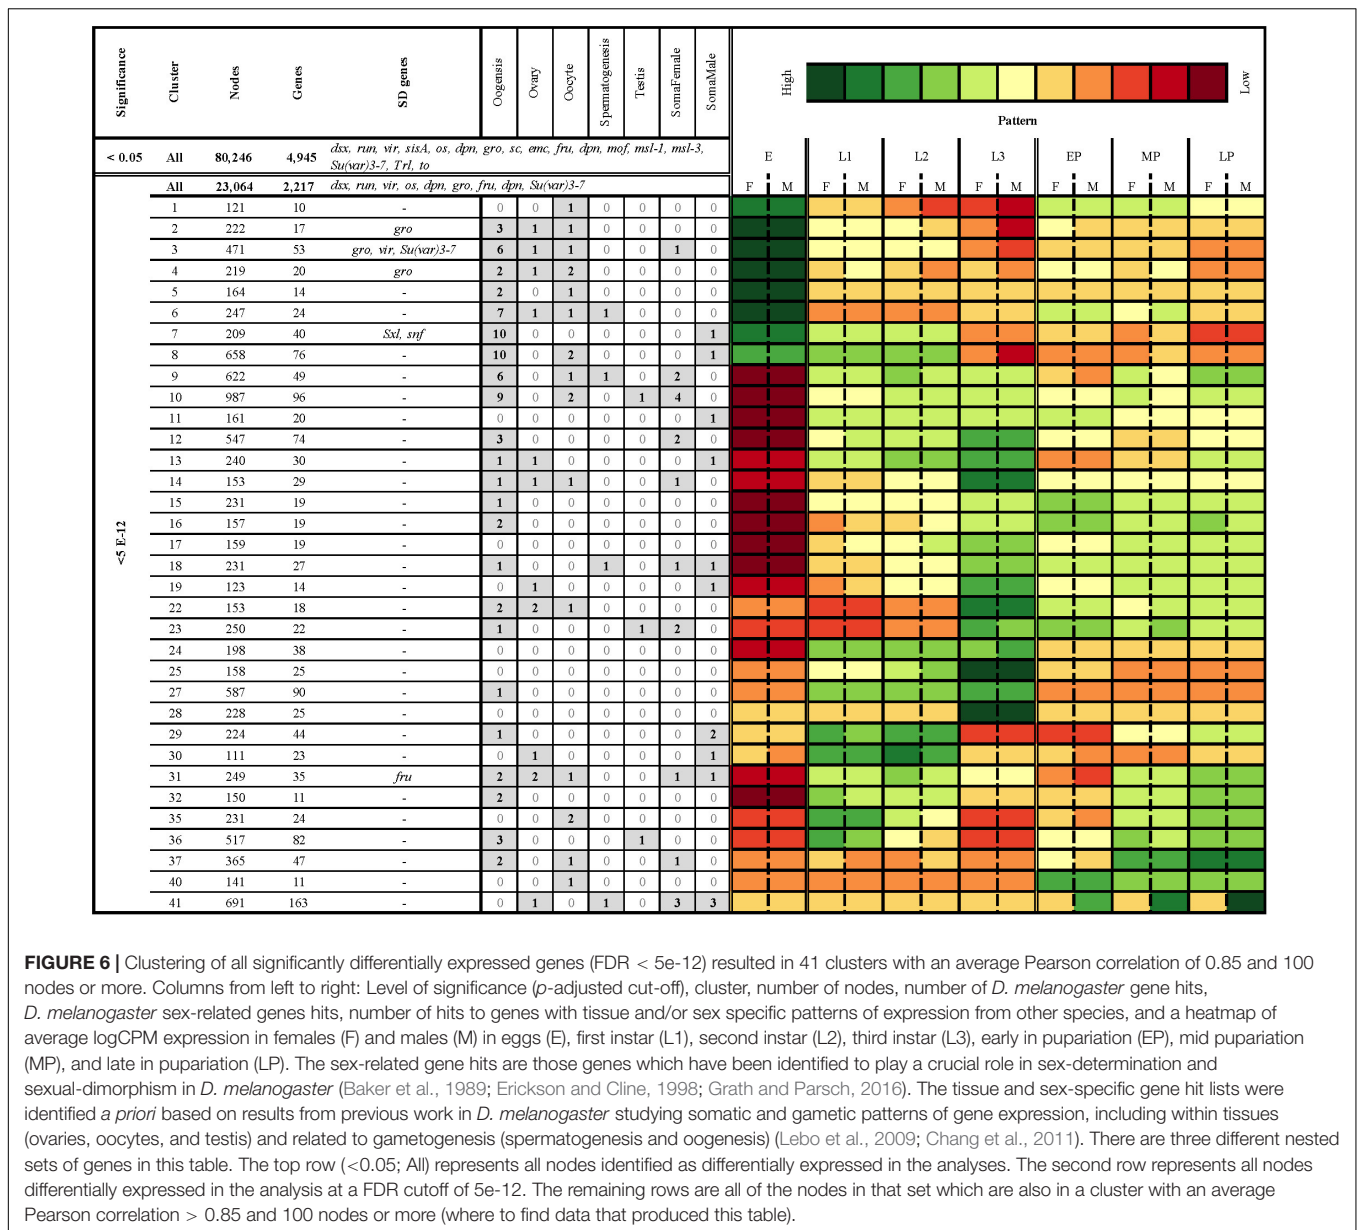 Significance Cluster Nodes Genes SD genes Oogensis Ovary Oocyte Spermatogenesis Testis SomaFemale SomaMale High Low
Pattern
< 0.05 All 80,246 4,945 dsx, run, vir, sisA, os, dpn, gro, sc, emc, fru, dpn, mof, msl-1, msl-3,
Su(var)3-7, Trl, to
E L1 L2 L3 EP MP LP
<5 E-12
All 23,064 2,217 dsx, run, vir, os, dpn, gro, fru, dpn, Su(var)3-7 F M F M F M F M F M F M F M
1 121 10 - 0 0 1 0 0 0 0
2 222 17 gro 3 1 1 0 0 0 0
3 471 53 gro, vir, Su(var)3-7 6 1 1 0 0 1 0
4 219 20 gro 2 1 2 0 0 0 0
5 164 14 - 2 0 1 0 0 0 0
6 247 24 - 7 1 1 1 0 0 0
7 209 40 Sxl, snf 10 0 0 0 0 0 1
8 658 76 - 10 0 2 0 0 0 1
9 622 49 - 6 0 1 1 0 2 0
10 987 96 - 9 0 2 0 1 4 0
11 161 20 - 0 0 0 0 0 0 1
12 547 74 - 3 0 0 0 0 2 0
13 240 30 - 1 1 0 0 0 0 1
14 153 29 - 1 1 1 0 0 1 0
15 231 19 - 1 0 0 0 0 0 0
16 157 19 - 2 0 0 0 0 0 0
17 159 19 - 0 0 0 0 0 0 0
18 231 27 - 1 0 0 1 0 1 1
19 123 14 - 0 1 0 0 0 0 1
22 153 18 - 2 2 1 0 0 0 0
23 250 22 - 1 0 0 0 1 2 0
24 198 38 - 0 0 0 0 0 0 0
25 158 25 - 0 0 0 0 0 0 0
27 587 90 - 1 0 0 0 0 0 0
28 228 25 - 0 0 0 0 0 0 0
29 224 44 - 1 0 0 0 0 0 2
30 111 23 - 0 1 0 0 0 0 1
31 249 35 fru 2 2 1 0 0 1 1
32 150 11 - 2 0 0 0 0 0 0
35 231 24 - 0 0 2 0 0 0 0
36 517 82 - 3 0 0 0 1 0 0
37 365 47 - 2 0 1 0 0 1 0
40 141 11 - 0 0 1 0 0 0 0
41 691 163 - 0 1 0 1 0 3 3
FIGURE 6 | Clustering of all significantly differentially expressed genes (FDR < 5e-12) resulted in 41 clusters with an average Pearson correlation of 0.85 and 100
nodes or more. Columns from left to right: Level of significance (p-adjusted cut-off), cluster, number of nodes, number of D. melanogaster gene hits,
D. melanogaster sex-related genes hits, number of hits to genes with tissue and/or sex specific patterns of expression from other species, and a heatmap of
average logCPM expression in females (F) and males (M) in eggs (E), first instar (L1), second instar (L2), third instar (L3), early in pupariation (EP), mid pupariation
(MP), and late in pupariation (LP). The sex-related gene hits are those genes which have been identified to play a crucial role in sex-determination and
sexual-dimorphism in D. melanogaster (Baker et al., 1989; Erickson and Cline, 1998; Grath and Parsch, 2016). The tissue and sex-specific gene hit lists were
identified a priori based on results from previous work in D. melanogaster studying somatic and gametic patterns of gene expression, including within tissues
(ovaries, oocytes, and testis) and related to gametogenesis (spermatogenesis and oogenesis) (Lebo et al., 2009; Chang et al., 2011). There are three different nested
sets of genes in this table. The top row (<0.05; All) represents all nodes identified as differentially expressed in the analyses. The second row represents all nodes
differentially expressed in the analysis at a FDR cutoff of 5e-12. The remaining rows are all of the nodes in that set which are also in a cluster with an average
Pearson correlation > 0.85 and 100 nodes or more (where to find data that produced this table).